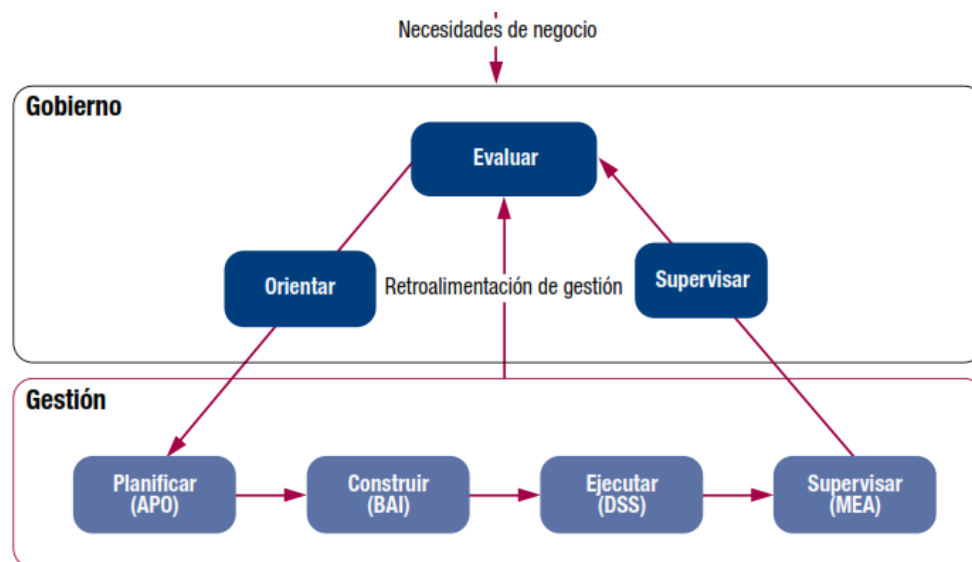 Necesidades de negocio
Gobierno
Evaluar
Orientar
Retroalimentación de gestión
Supervisar
Gestión
Planificar
(APO)
Construir
(BAI)
Ejecutar
(DSS)
Supervisar
(MEA)